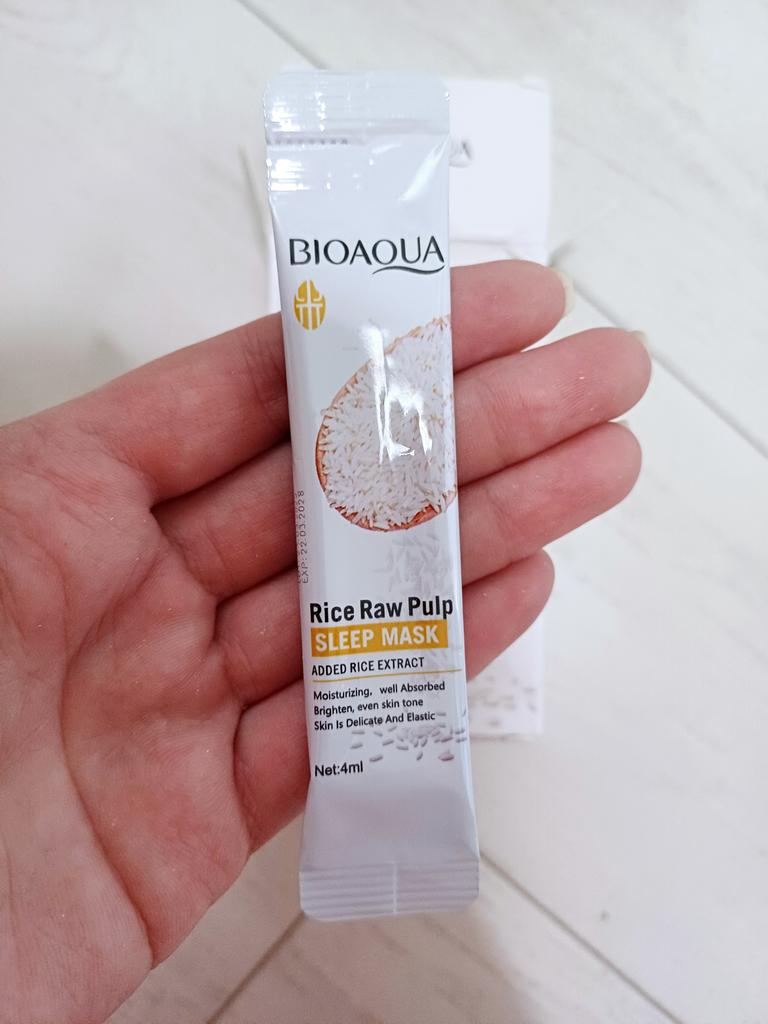 BIOAQUA
EXP: 22.03.2028
Rice Raw Pulp
SLEEP MASK
ADDED RICE EXTRACT
Moisturizing, well Absorbed
Brighten, even skin tone
Skin Is Delicate And Elastic
Net:4ml